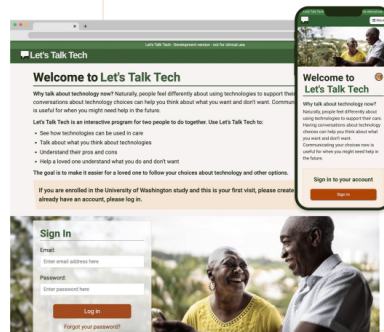 Let's Talk Tech - Development version - not for clinical use
Let's Talk Tech
Welcome to Let's Talk Tech
Why talk about technology now? Naturally, people feel differently about using technologies to support their
conversations about technology choices can help you think about what you want and don't want. Commun
is useful for when you might need help in the future.
Let's Talk Tech is an interactive program for two people to do together. Use Let's Talk Tech to:
• See how technologies can be used in care
• Talk about what you think about technologies
• Understand their pros and cons
• Help a loved one understand what you do and don't want
The goal is to make it easier for a loved one to follow your choices about technology and other options.
If you are enrolled in the University of Washington study and this is your first visit, please create
already have an account, please log in.
Sign In
Email:
Enter email address here
Password:
Enter password here
Log in
Forgot your password?
Welcome to
Let's Talk Tech
Why talk about technology now?
Naturally, people feel differently about
using technologies to support their care.
Having conversations about technology
choices can help you think about what
you want and don't want.
Communicating your choices now is
useful for when you might need help in
the future.
Sign in to your account
Sign in